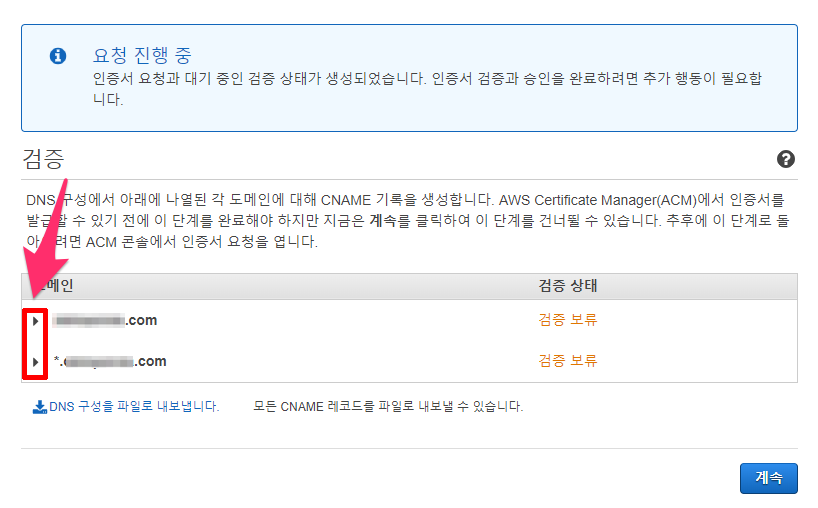 요청 진행 중
인증서 요청과 대기 중인 검증 상태가 생성되었습니다. 인증서 검증과 승인을 완료하려면 추가 행동이 필요합
니다.
검증
DNS 구성에서 아래에 나열된 각 도메인에 대해 CNAME 기록을 생성합니다. AWS Certificate Manager(ACM)에서 인증서를
발급할 수 있기 전에 이 단계를 완료해야 하지만 지금은 계속를 클릭하여 이 단계를 건너뛸 수 있습니다. 추후에 이 단계로 돌
아 ACM 콘솔에서 인증서 요청을 엽니다.
메인 검증 상태
.com 검증 보류
*. .com 검증 보류
DNS 구성을 파일로 내보냅니다. 모든 CNAME 레코드를 파일로 내보낼 수 있습니다.
계속